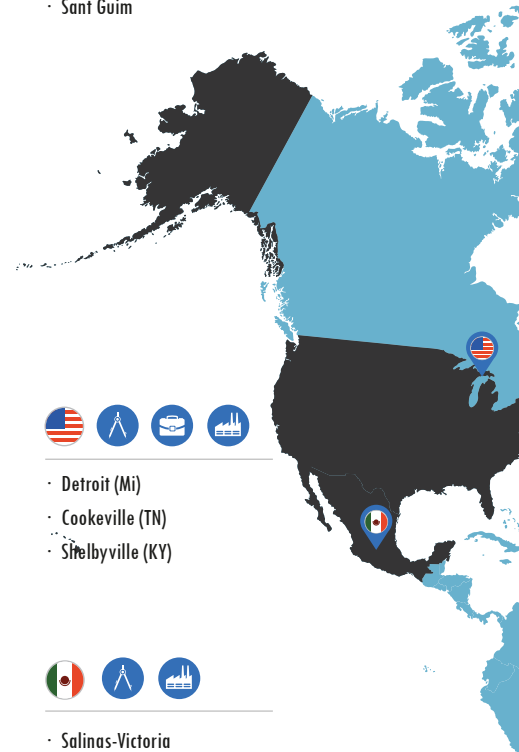 · Sant Guim
· Detroit (Mi)
· Cookeville (TN)
· Shelbyville (KY)
· Salinas-Victoria